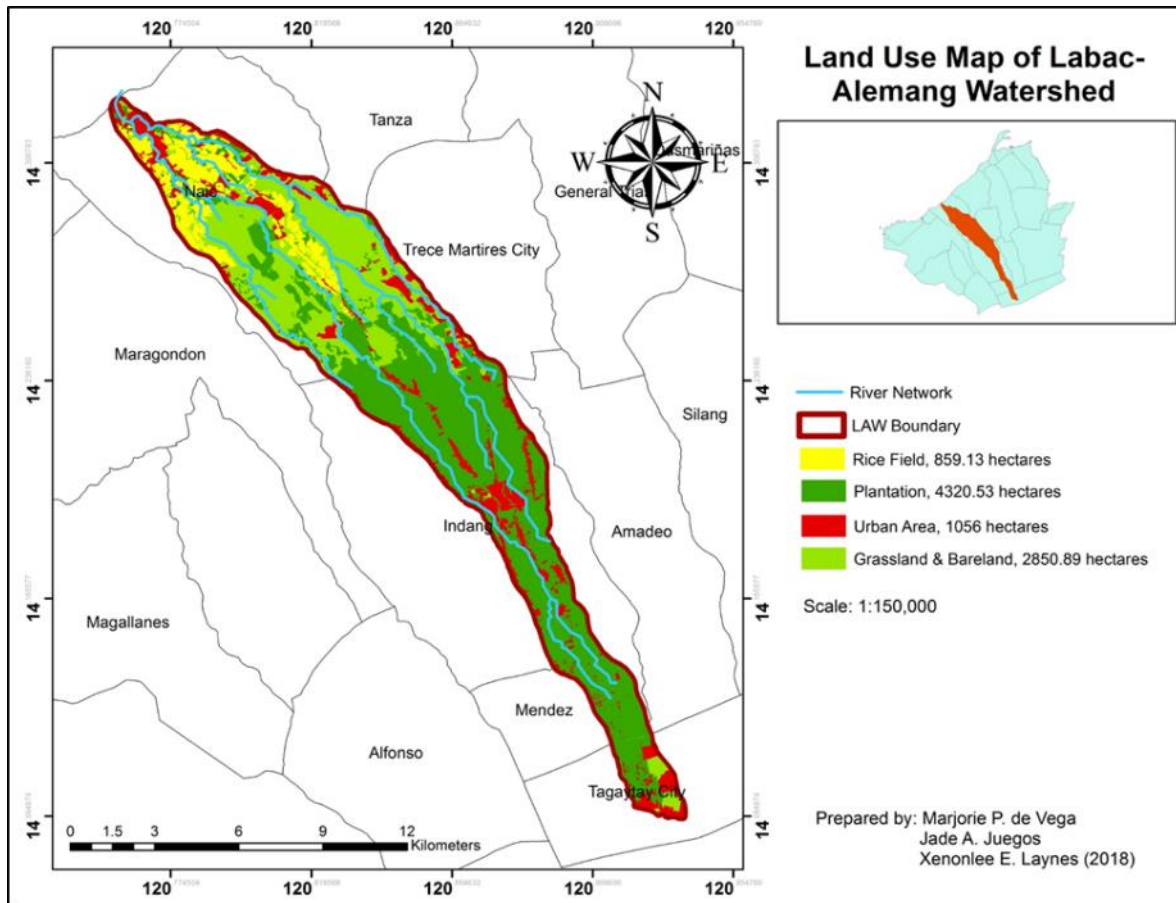 Land Use Map of Labac-
Alemang Watershed
120
120
120
120
120
14
14
14
14
14
14
14
14
120
120
120
120
120
N
W
E
S
Tanza
Naic
General Trias
Trece Martires City
Maragondon
Silang
Indang
Amadeo
Magallanes
Mendez
Alfonso
Tagaytay City
0 1.5 3 6 9 12
Kilometers
River Network
LAW Boundary
Rice Field, 859.13 hectares
Plantation, 4320.53 hectares
Urban Area, 1056 hectares
Grassland & Bareland, 2850.89 hectares
Scale: 1:150,000
Prepared by: Marjorie P. de Vega
Jade A. Juegos
Xenonlee E. Laynes (2018)